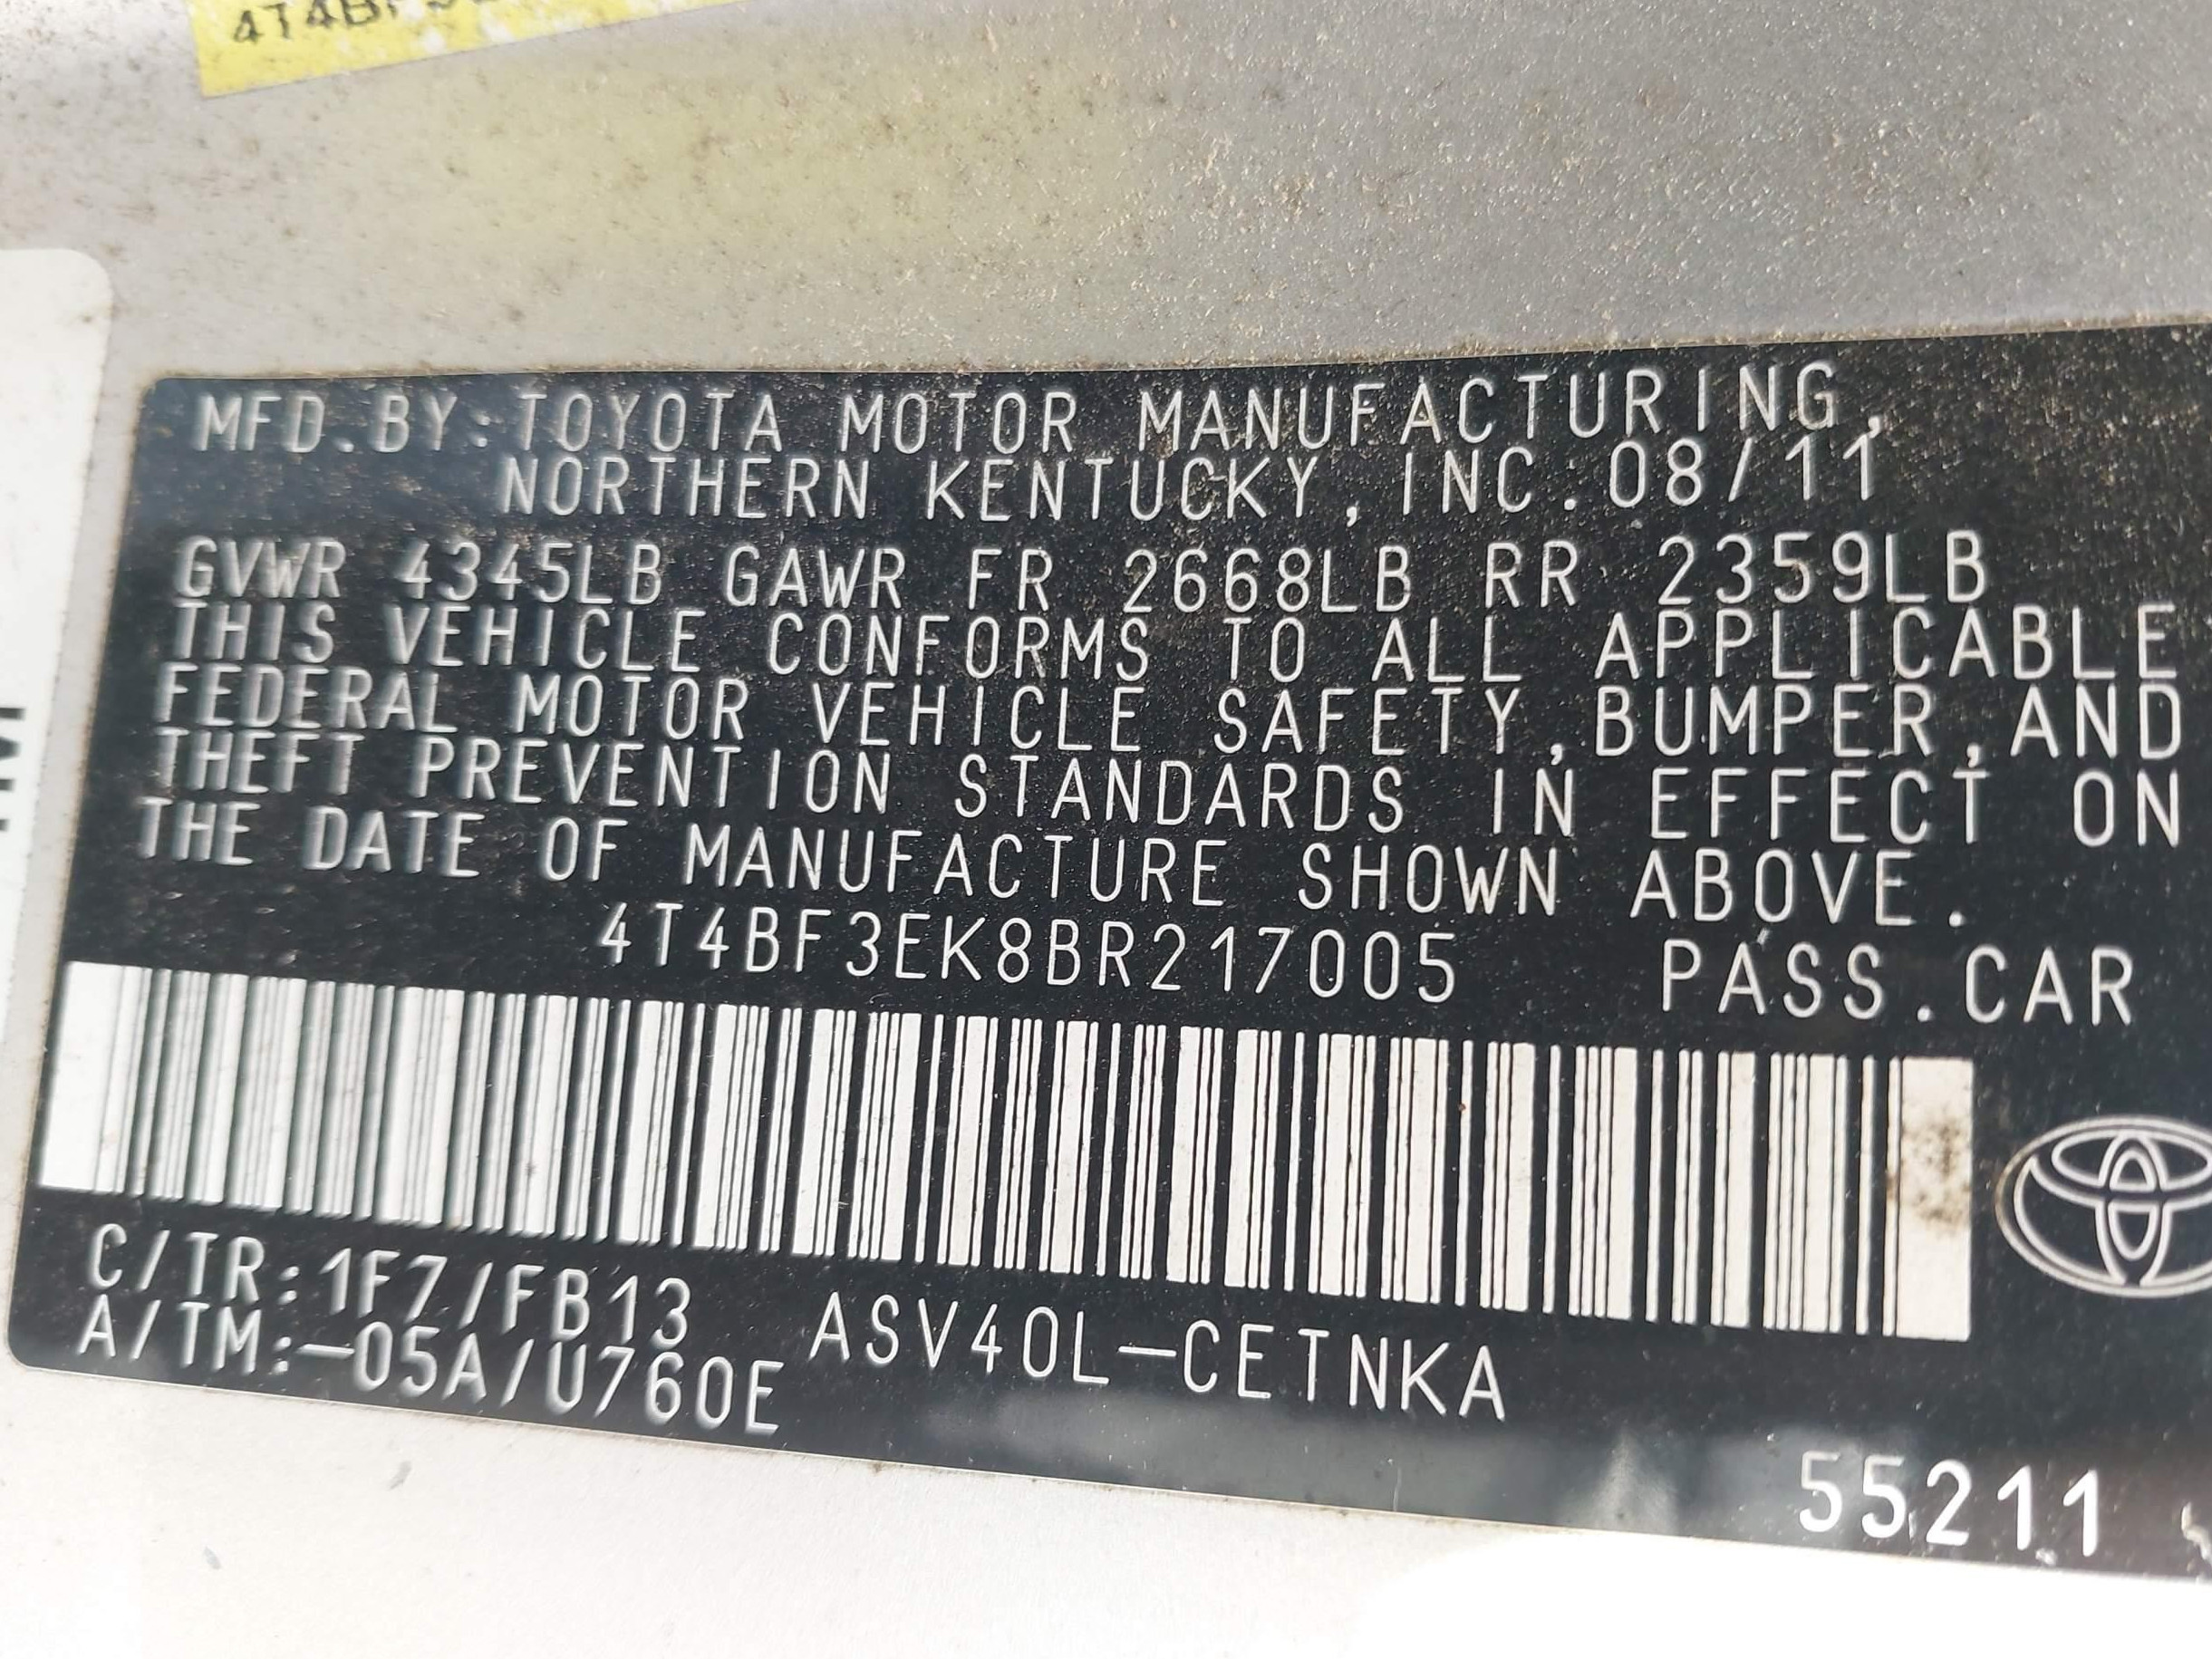 MFD.BY:TOYOTA MOTOR MANUFACTURING,
NORTHERN KENTUCKY, INC.08/11
GVWR 4345LB GAWR FR 2668LB RR 2359LB
THIS VEHICLE CONFORMS TO ALL APPLICABLE
FEDERAL MOTOR VEHICLE SAFETY,BUMPER,AND
THEFT PREVENTION STANDARDS IN EFFECT ON
THE DATE OF MANUFACTURE SHOWN ABOVE.
4T4BF3EK8BR217005 PASS.CAR
C/TR:1F7/FB13 ASV40L-CETNKA
A/TM:-05A/U760E
55211